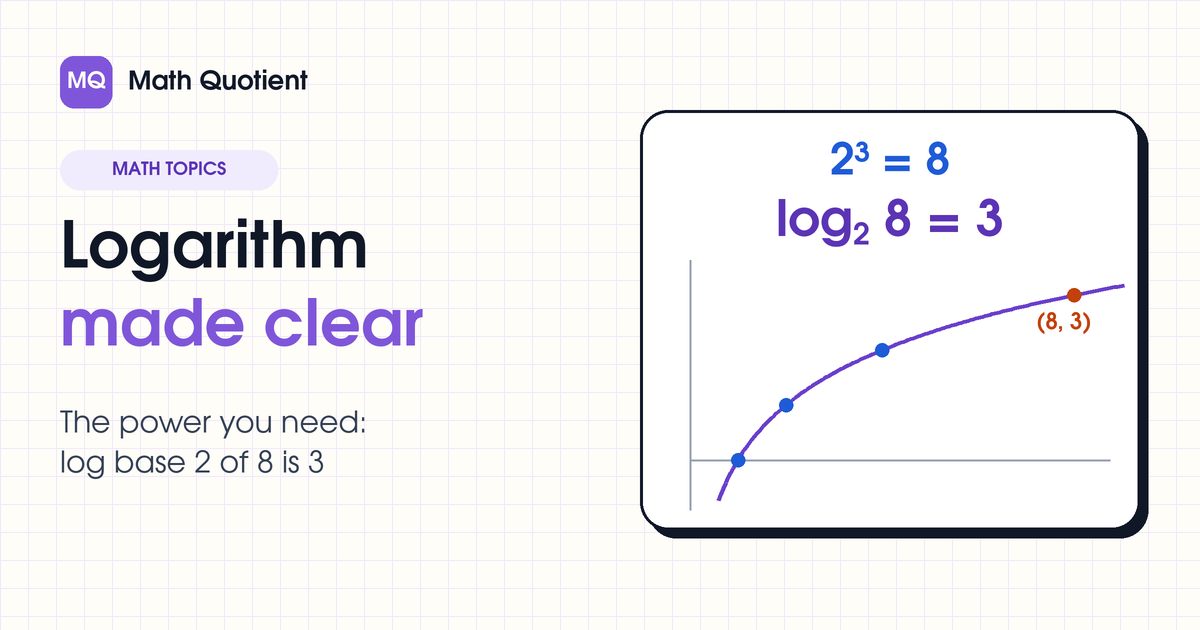 MQ Math Quotient
MATH TOPICS
Logarithm
made clear
The power you need:
log base 2 of 8 is 3
2³ = 8
log₂ 8 = 3
(8, 3)